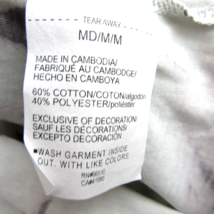 TEAR AWAY
MD/M/M
MADE IN CAMBODIA/
FABRIQUÉ AU CAMBODGE/
HECHO EN CAMBOYA
60% COTTON/COTON/ALGODÓN
40% POLYESTER/POLIÉSTER
EXCLUSIVE OF DECORATION/
SAUF LES DÉCORATIONS/
EXCEPTO DECORACIÓN
■WASH GARMENT INSIDE
OUT. WITH LIKE COLORS.